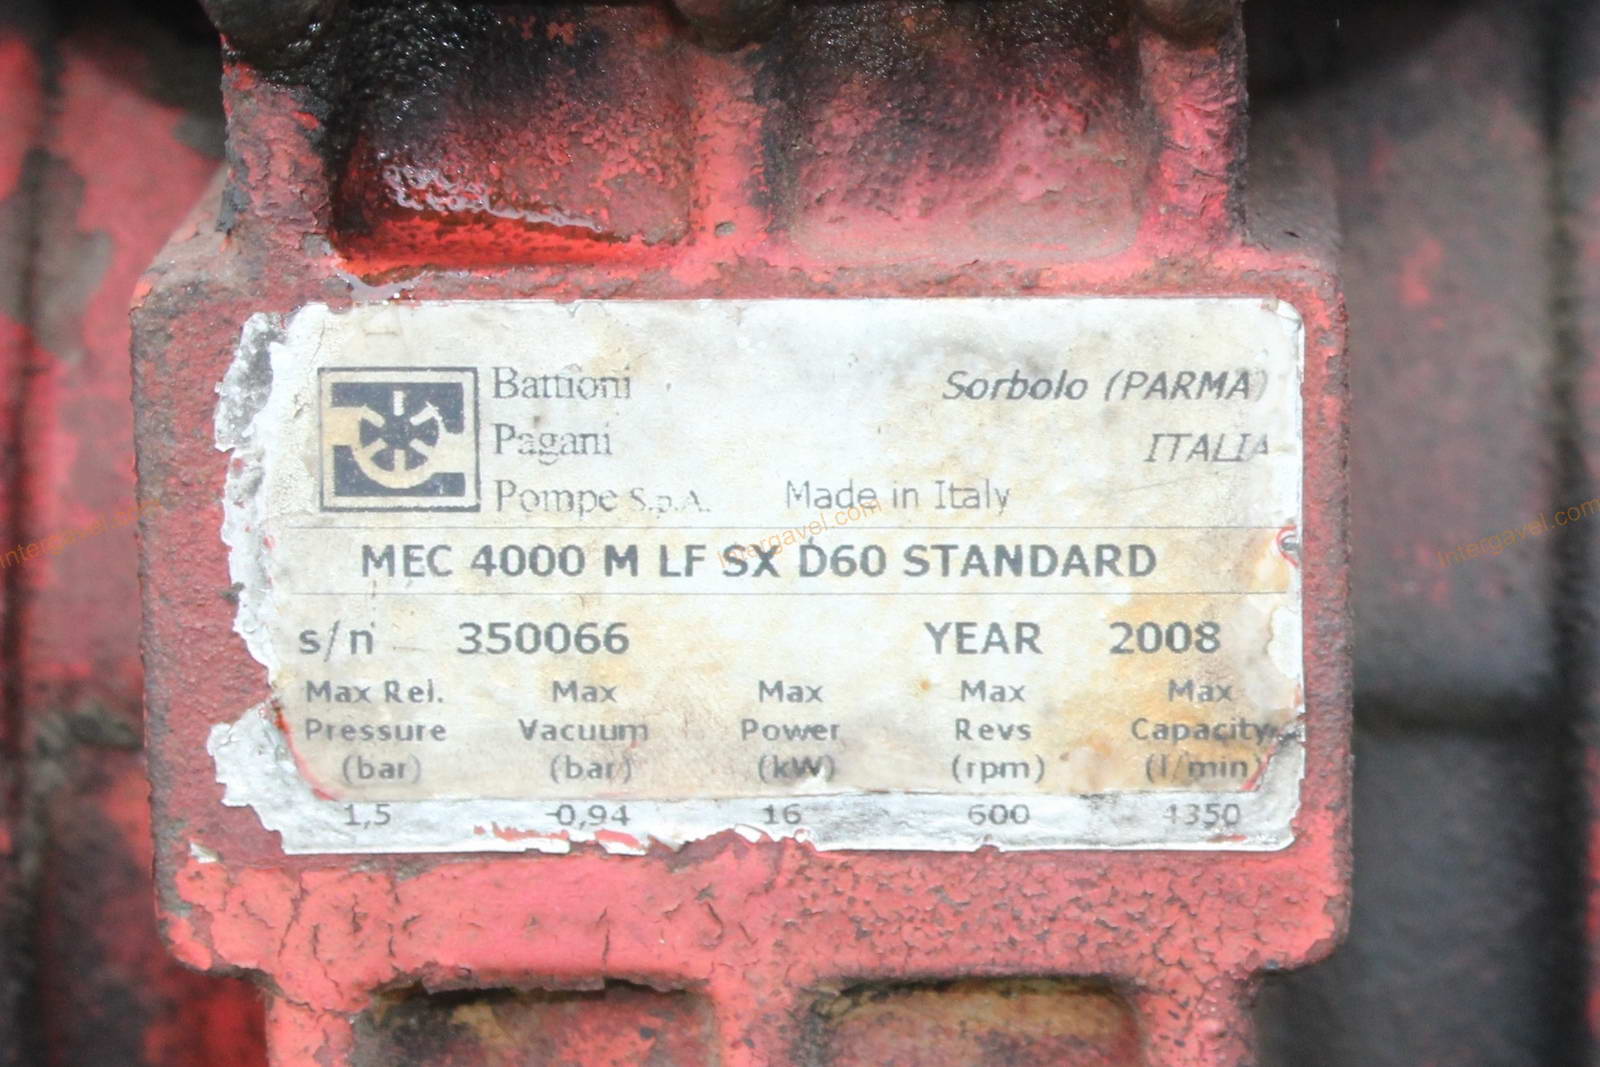 Battioni
Pagani
Pompe S.p.A.
Sorbolo (PARMA)
ITALIA
Made in Italy
MEC 4000 M LF SX D60 STANDARD
s/n 350066 YEAR 2008
Max Rel. Max Max Max Max
Pressure Vacuum Power Revs Capacity
(bar) (bar) (kW) (rpm) (l/min)
1,5 -0,94 16 600 4350
intergavel.com
intergavel.com
intergavel.com